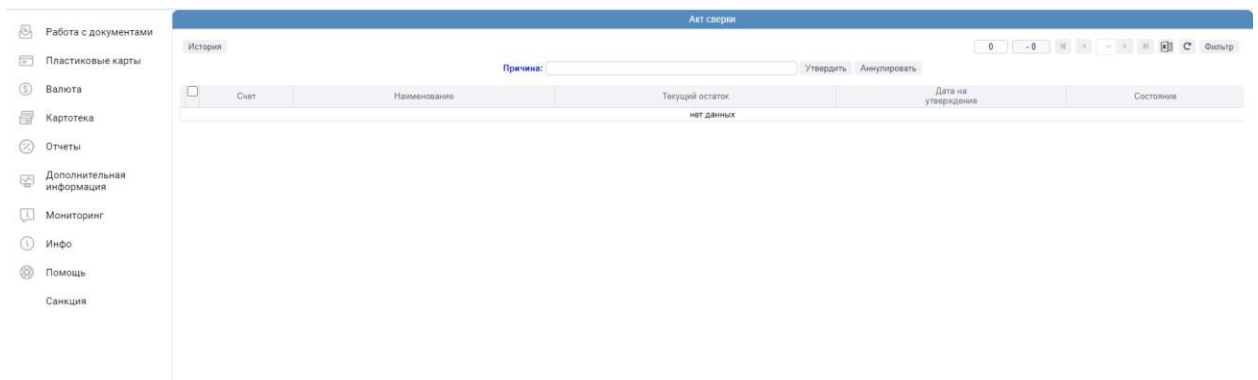 Акт сверки
Работа с документами
Пластиковые карты
Валюта
Картотека
Отчеты
Дополнительная
информация
Мониторинг
Инфо
Помощь
Санкция
История
0 - 0 Фильтр
Причина: Утвердить Аннулировать
Счет Наименование Текущий остаток Дата на
утверждение Состояние
нет данных